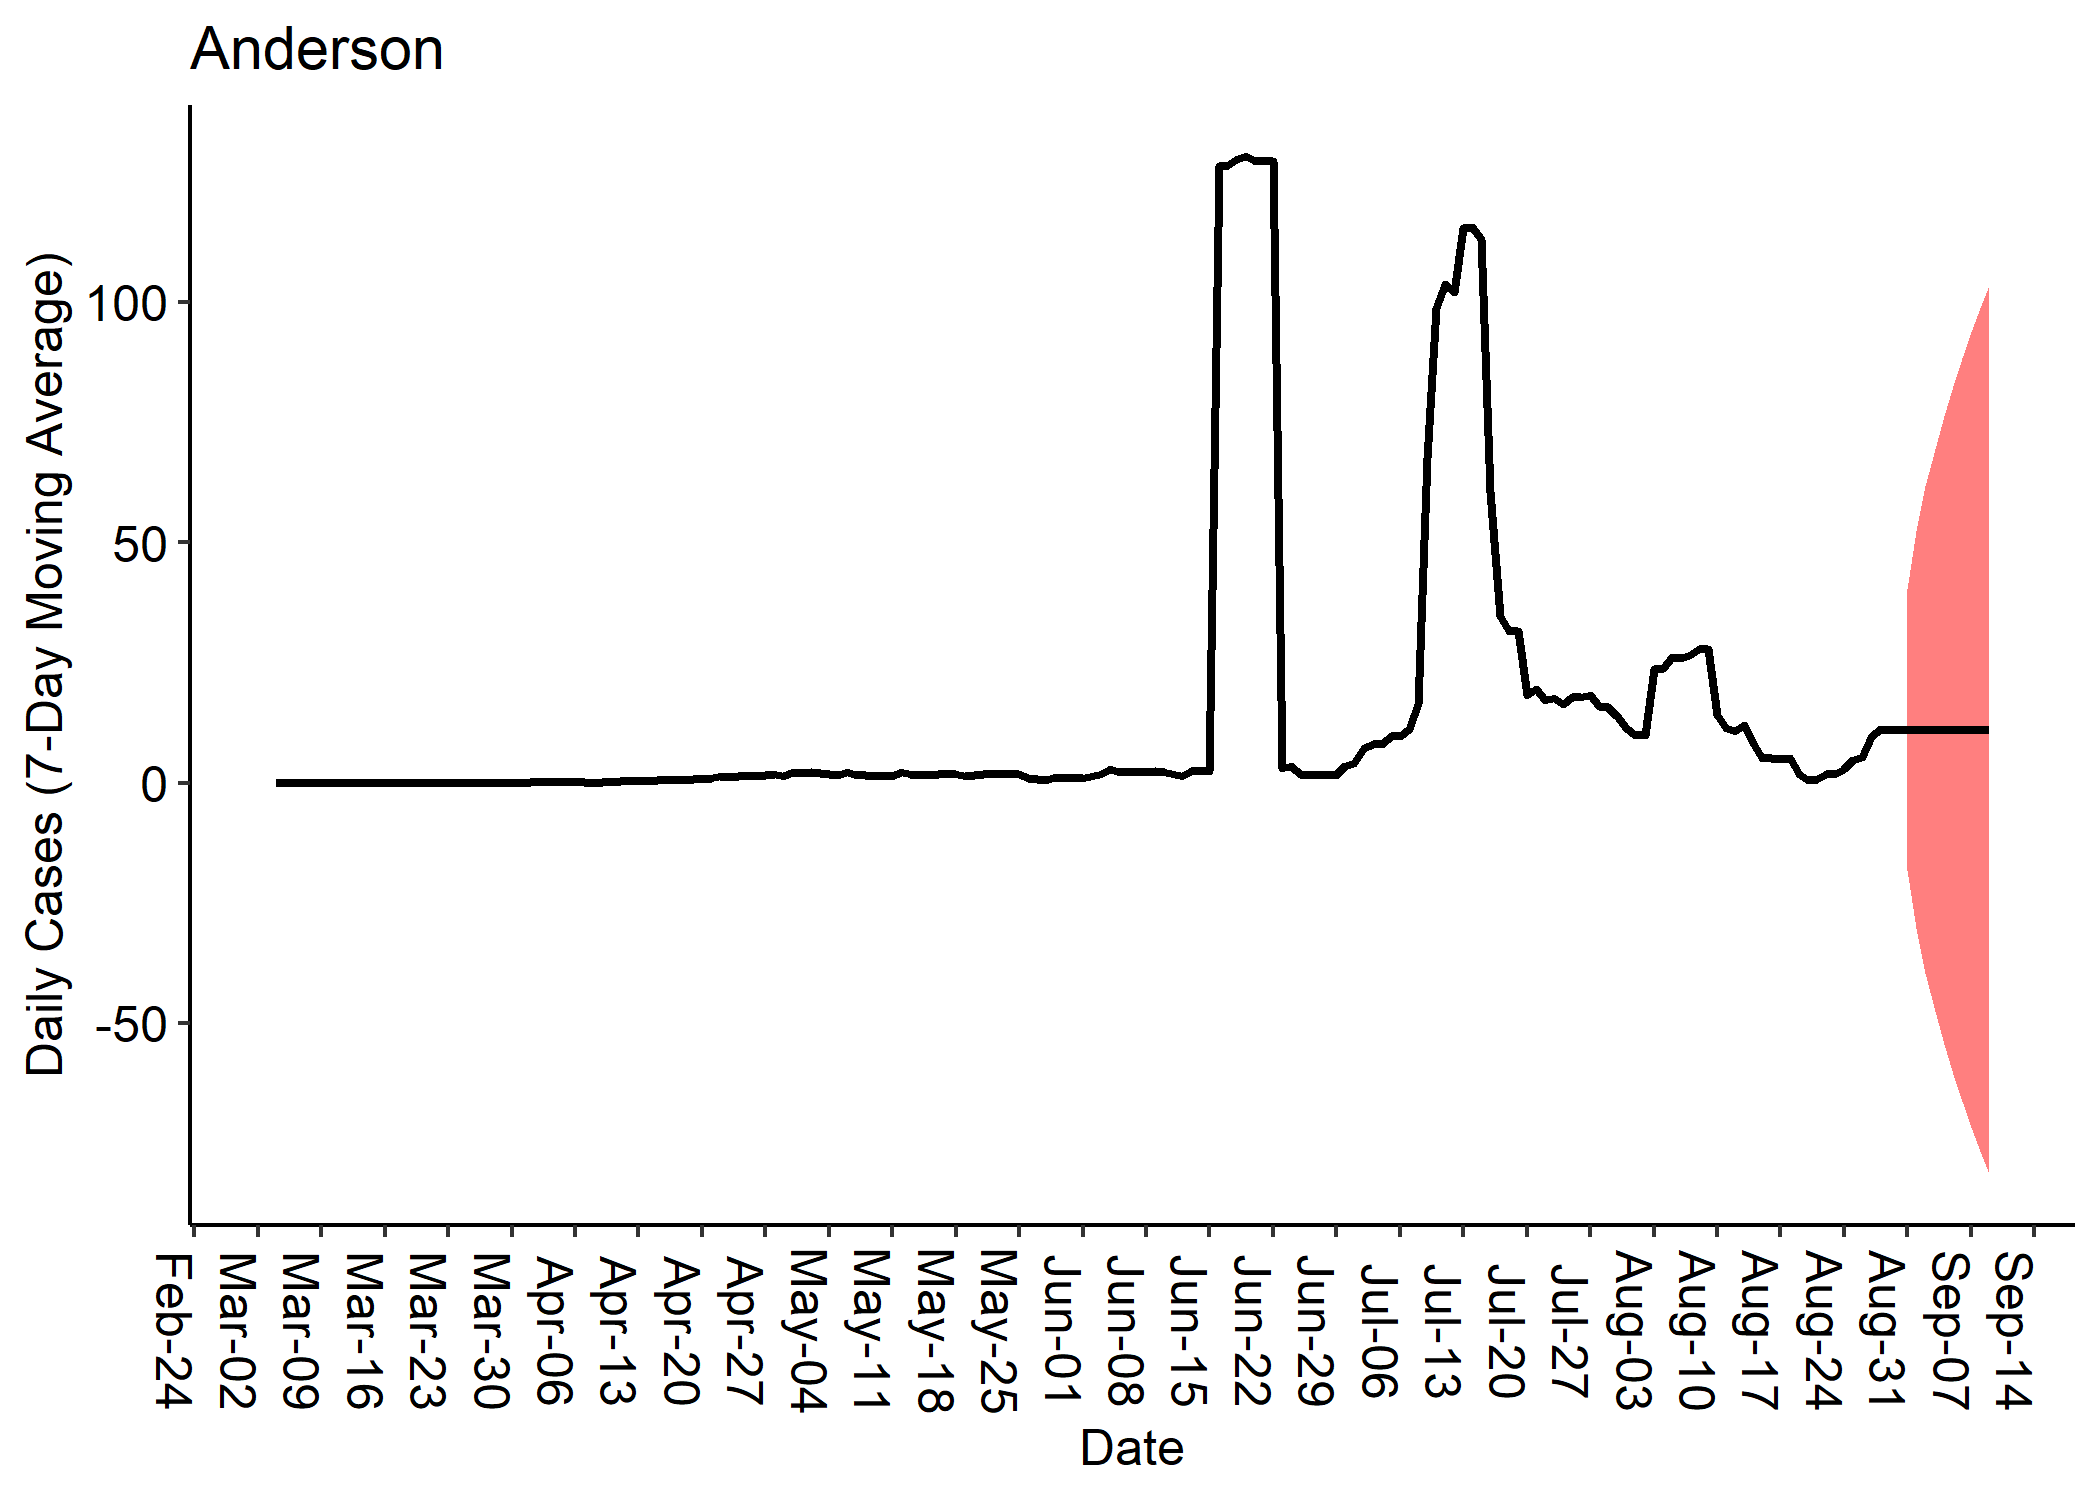 Anderson
Daily Cases (7-Day Moving Average)
100
50
0
-50
Feb-24
Mar-02
Mar-09
Mar-16
Mar-23
Mar-30
Apr-06
Apr-13
Apr-20
Apr-27
May-04
May-11
May-18
May-25
Jun-01
Jun-08
Jun-15
Jun-22
Jun-29
Jul-06
Jul-13
Jul-20
Jul-27
Aug-03
Aug-10
Aug-17
Aug-24
Aug-31
Sep-07
Sep-14
Date